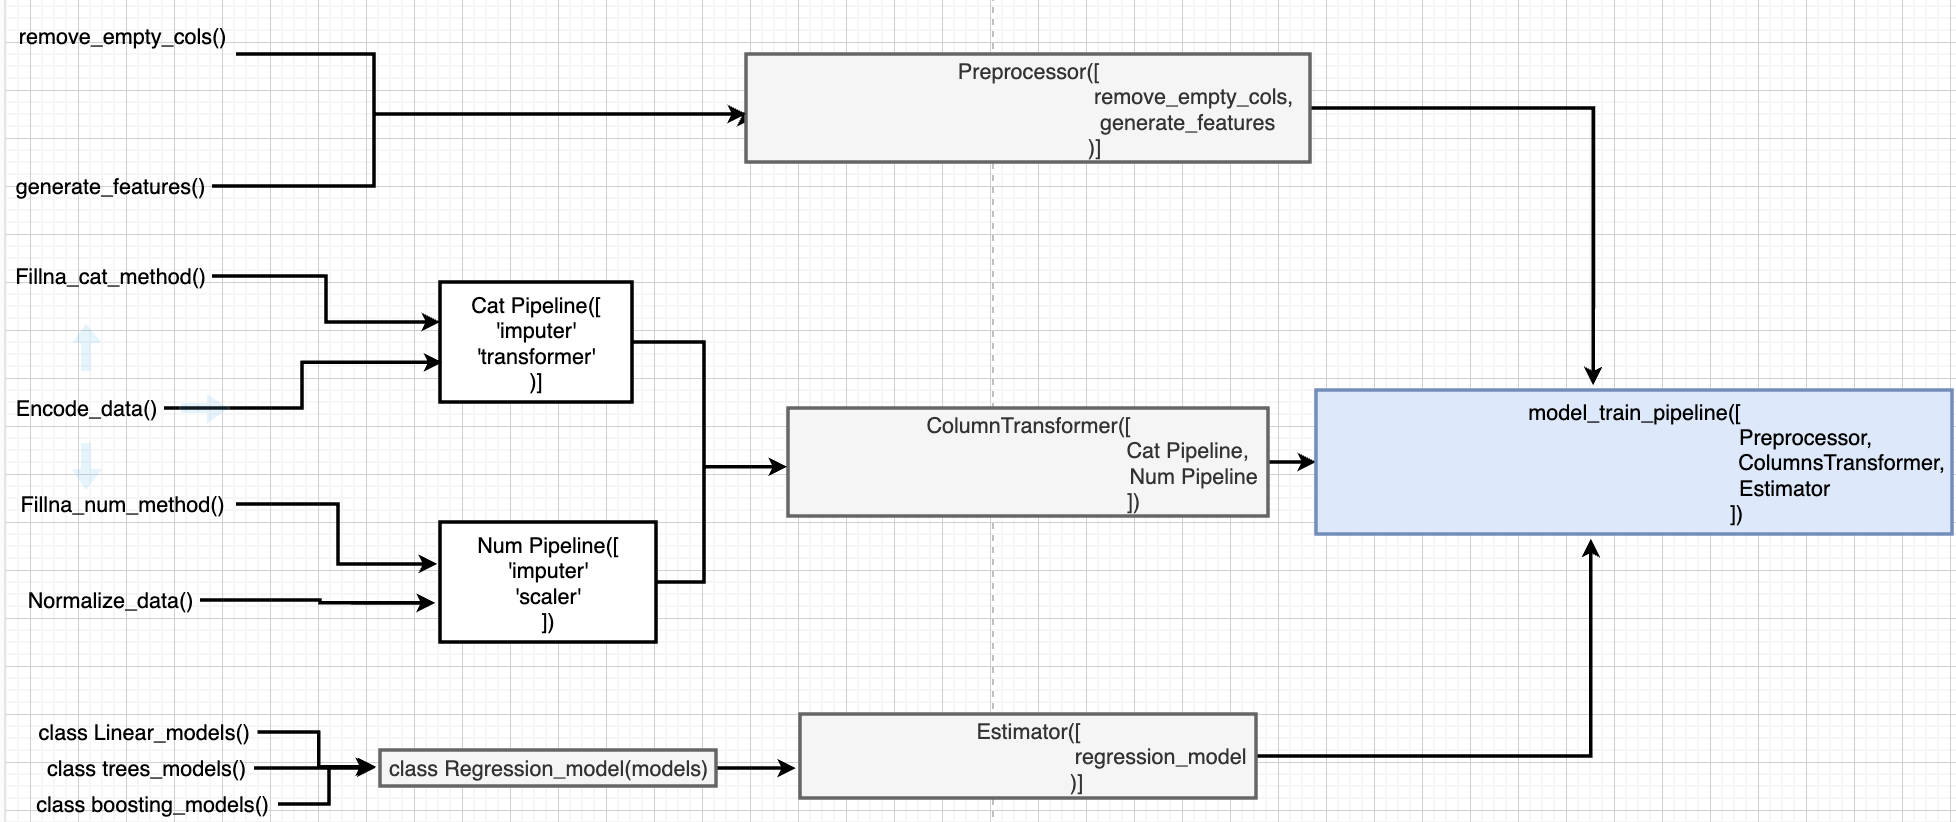 remove_empty_cols()
generate_features()
Preprocessor([
remove_empty_cols,
generate_features
)]
Fillna_cat_method()
Encode_data()
Cat Pipeline([
'imputer'
'transformer'
)]
Fillna_num_method()
Normalize_data()
Num Pipeline([
'imputer'
'scaler'
])
ColumnTransformer([
Cat Pipeline,
Num Pipeline
])
model_train_pipeline([
Preprocessor,
ColumnsTransformer,
Estimator
])
class Linear_models()
class trees_models()
class boosting_models()
class Regression_model(models)
Estimator([
regression_model
)]